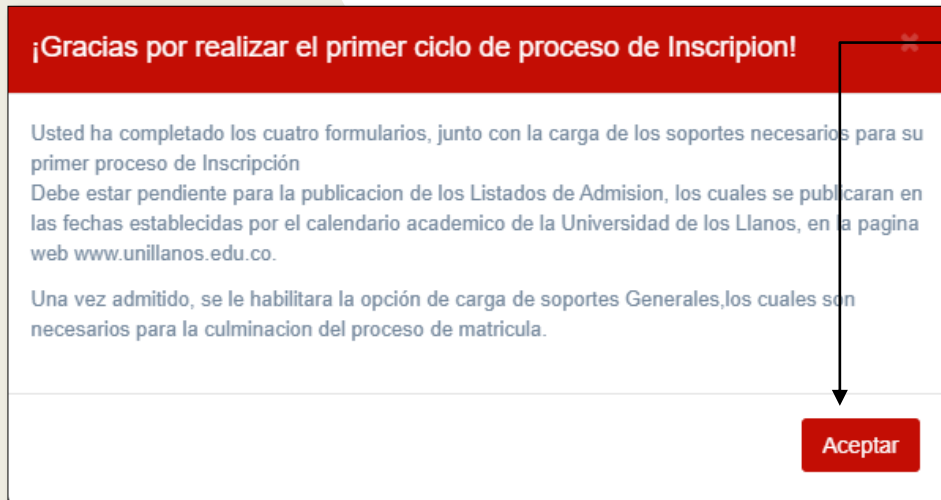 ¡Gracias por realizar el primer ciclo de proceso de Inscripion!
Usted ha completado los cuatro formularios, junto con la carga de los soportes necesarios para su
primer proceso de Inscripción
Debe estar pendiente para la publicacion de los Listados de Admision, los cuales se publicaran en
las fechas establecidas por el calendario academico de la Universidad de los Llanos, en la pagina
web www.unillanos.edu.co.
Una vez admitido, se le habilitara la opción de carga de soportes Generales,los cuales son
necesarios para la culminacion del proceso de matricula.
Aceptar